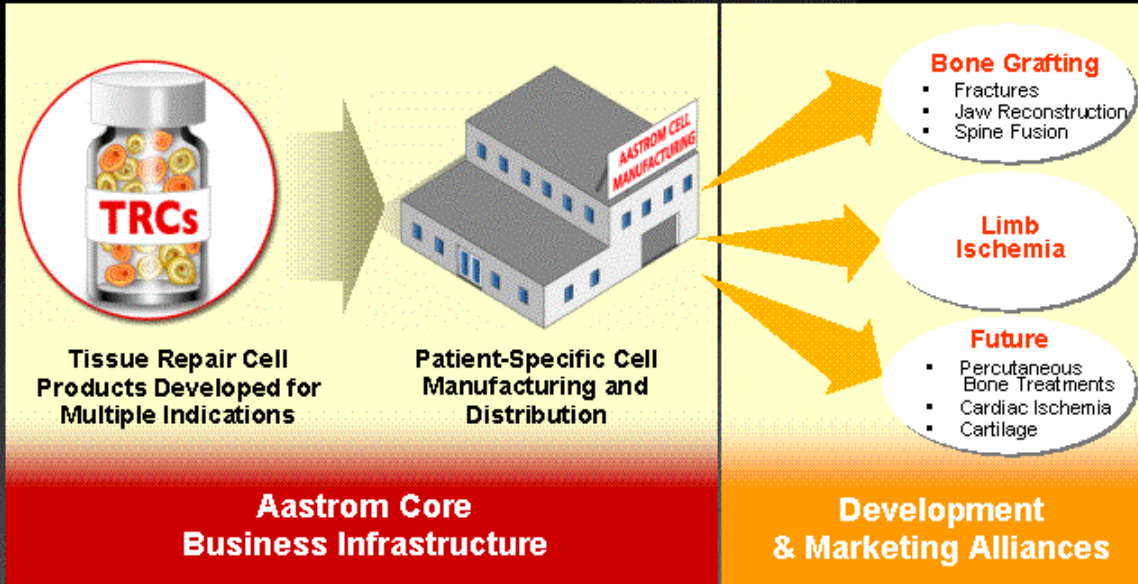 TRCs
Tissue Repair Cell
Products Developed for
Multiple Indications
AASTROM CELL
MANUFACTURING
Patient-Specific Cell
Manufacturing and
Distribution
Aastrom Core
Business Infrastructure
Bone Grafting
▪ Fractures
▪ Jaw Reconstruction
▪ Spine Fusion
Limb
Ischemia
Future
▪ Percutaneous
Bone Treatments
▪ Cardiac Ischemia
▪ Cartilage
Development
& Marketing Alliances